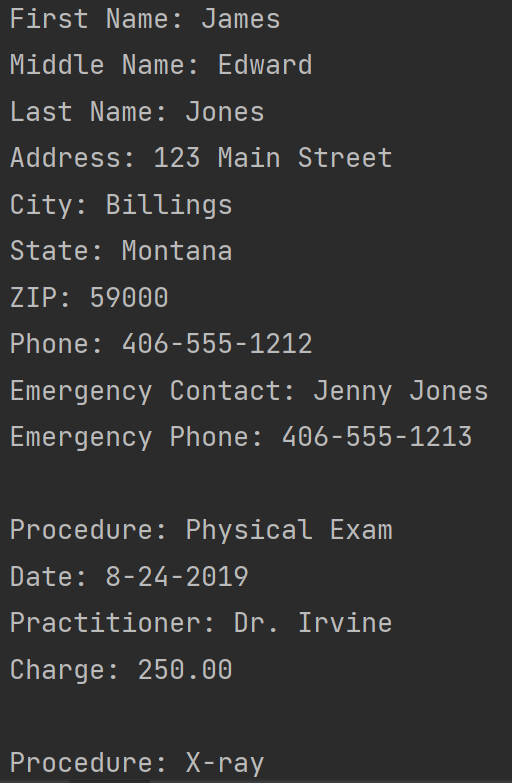 First Name: James
Middle Name: Edward
Last Name: Jones
Address: 123 Main Street
City: Billings
State: Montana
ZIP: 59000
Phone: 406-555-1212
Emergency Contact: Jenny Jones
Emergency Phone: 406-555-1213

Procedure: Physical Exam
Date: 8-24-2019
Practitioner: Dr. Irvine
Charge: 250.00

Procedure: X-ray